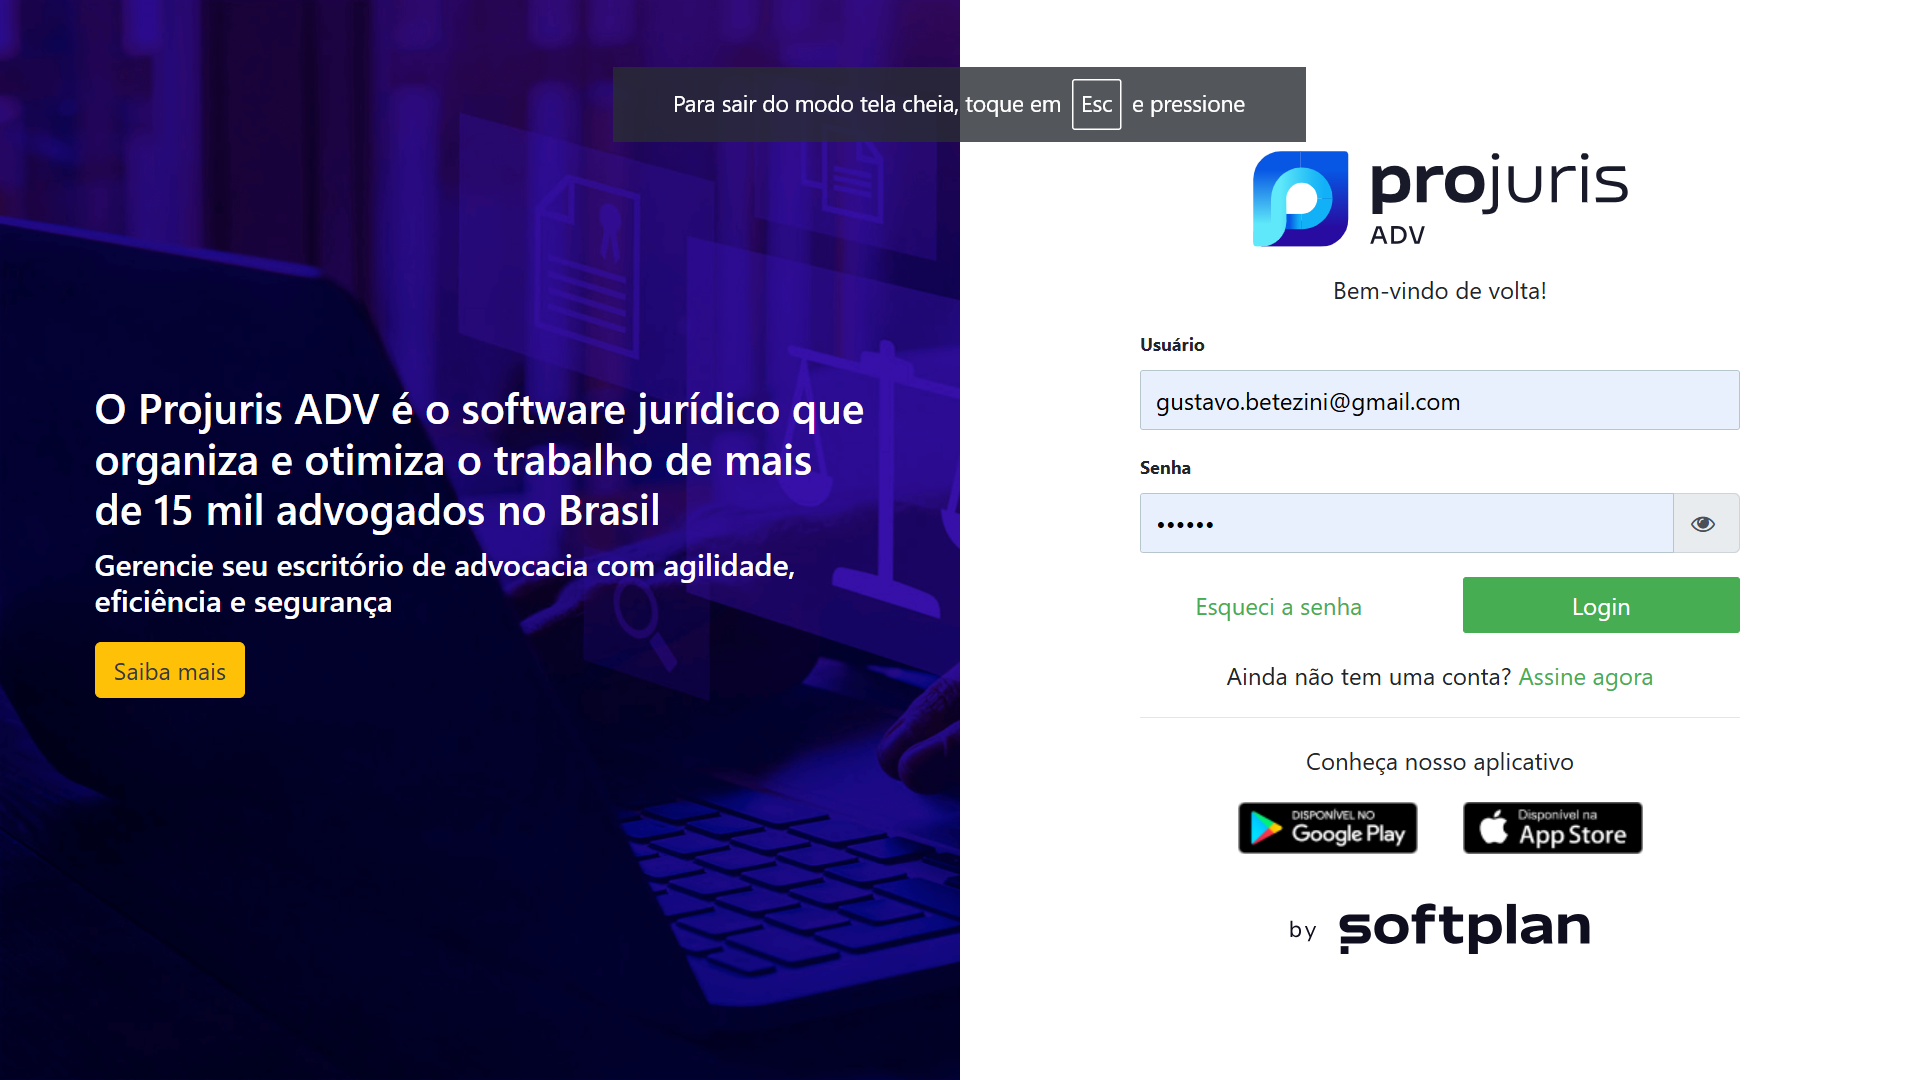 Para sair do modo tela cheia, toque em Esc e pressione
projuris
ADV
Bem-vindo de volta!
Usuário
gustavo.betezini@gmail.com
Senha
••••••
Esqueci a senha
Login
Ainda não tem uma conta? Assine agora
Conheça nosso aplicativo
DISPONÍVEL NO
Google Play
Disponível na
App Store
by softplan
O Projuris ADV é o software jurídico que
organiza e otimiza o trabalho de mais
de 15 mil advogados no Brasil
Gerencie seu escritório de advocacia com agilidade,
eficiência e segurança
Saiba mais